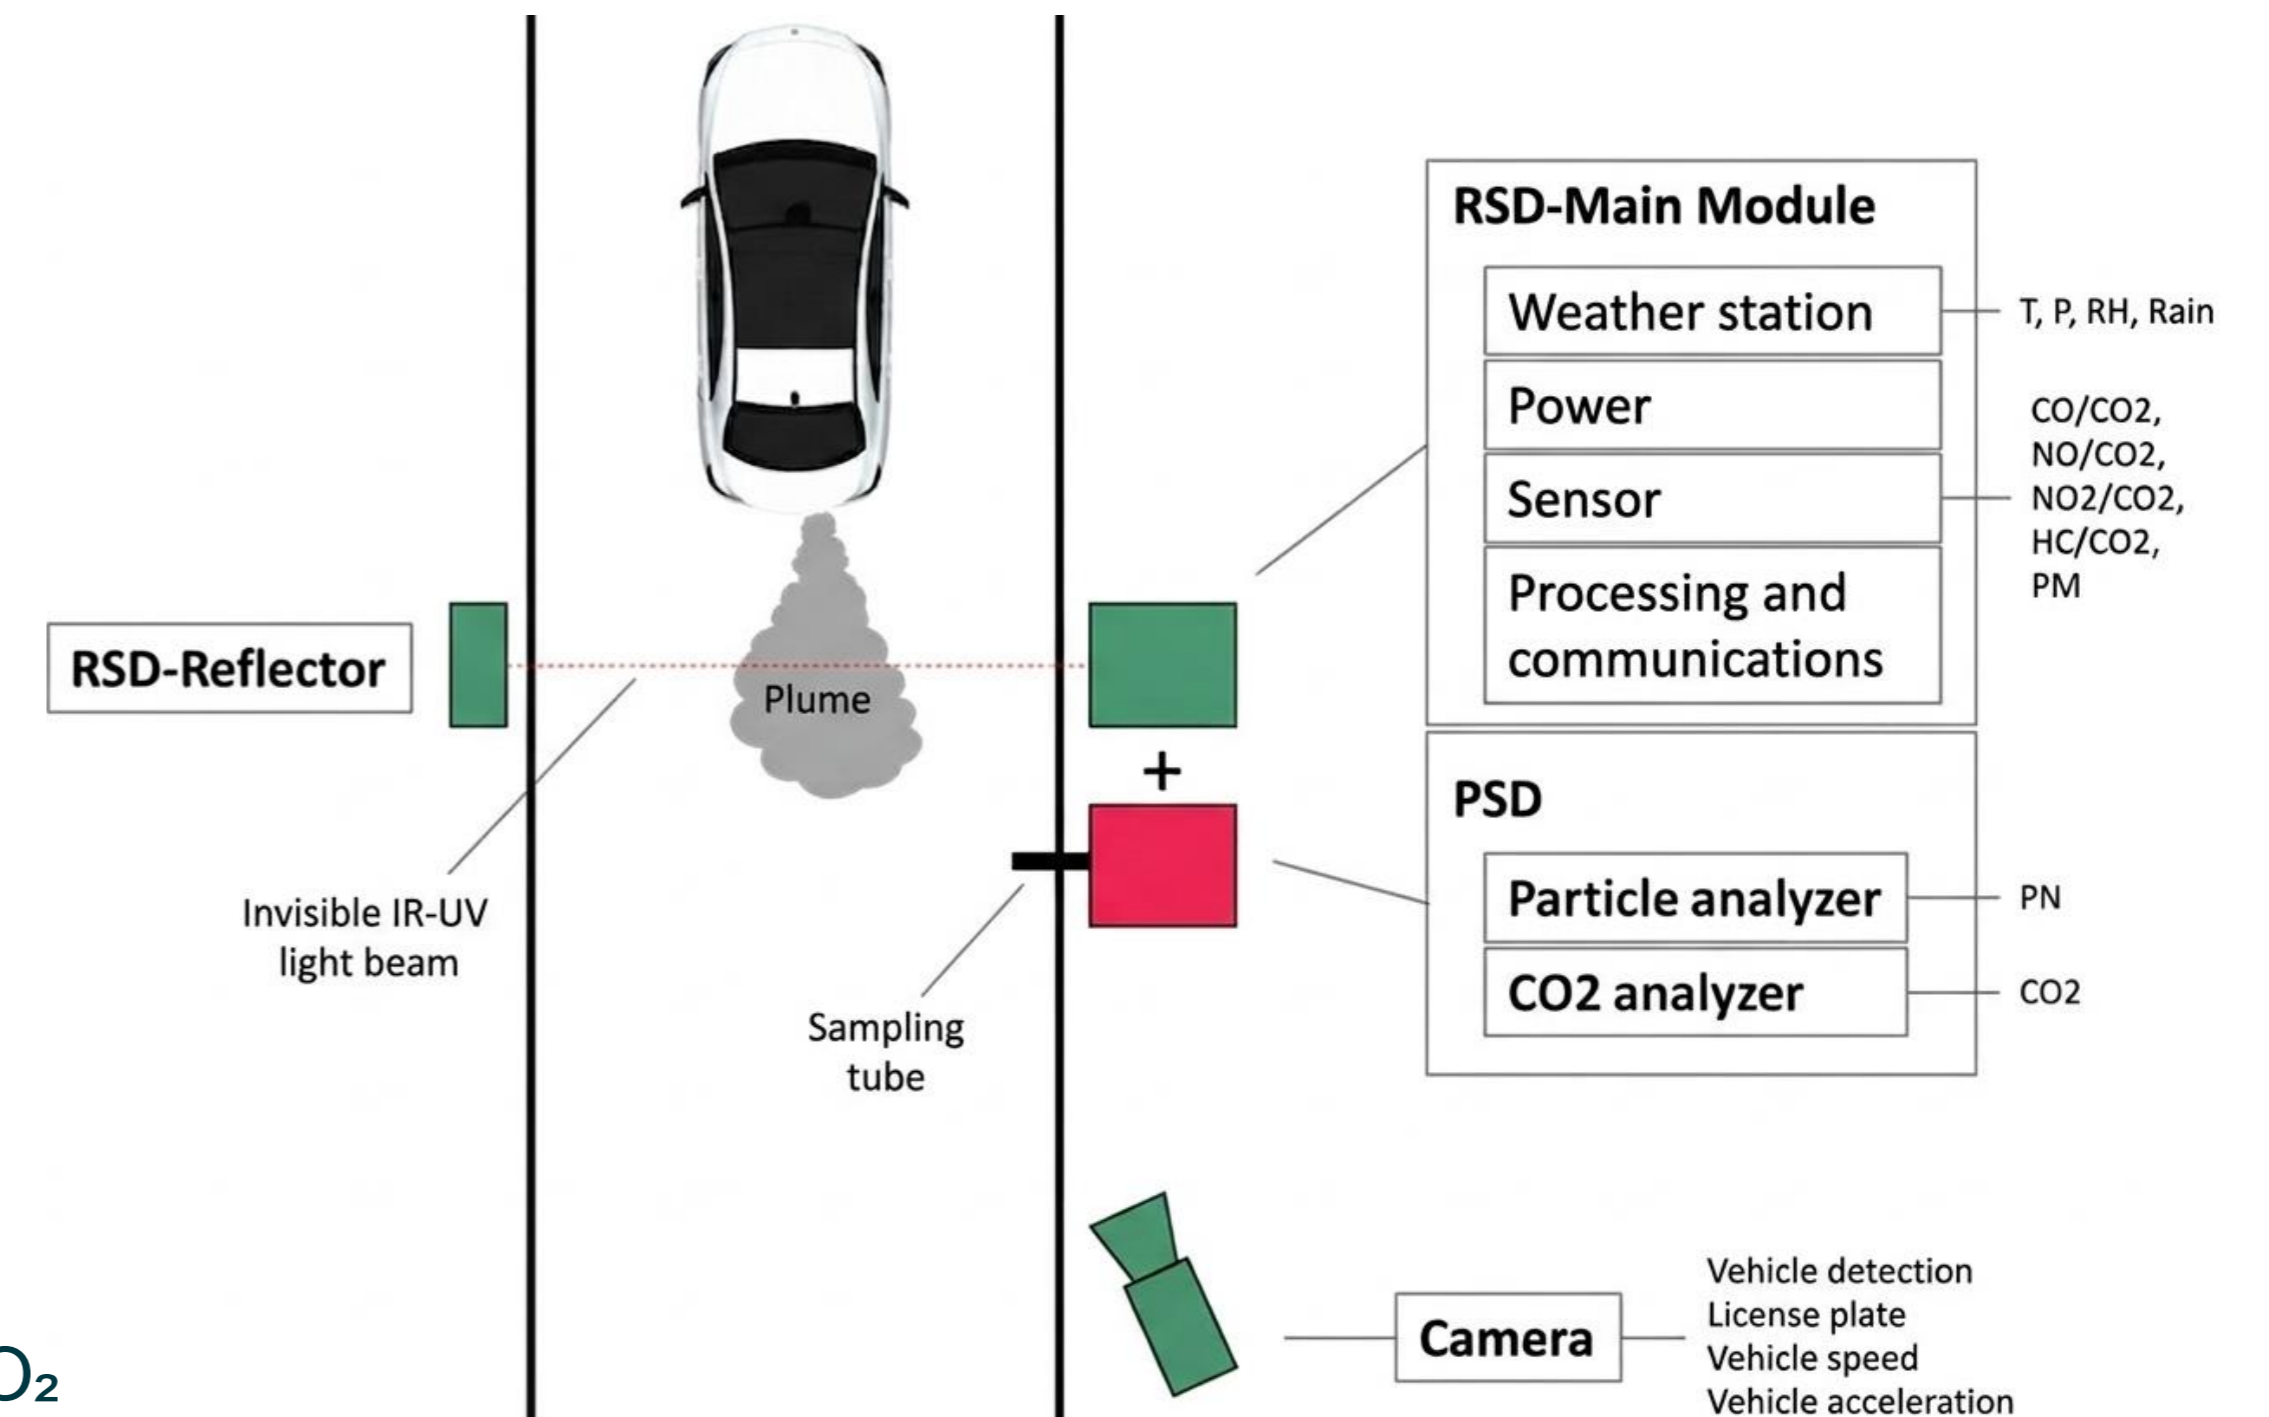 RSD-Main Module
Weather station
T, P, RH, Rain
Power
Sensor
CO/CO2,
NO/CO2,
NO2/CO2,
HC/CO2,
PM
Processing and
communications
RSD-Reflector
Plume
+
Invisible IR-UV
light beam
Sampling
tube
PSD
Particle analyzer
PN
CO2 analyzer
CO2
Camera
Vehicle detection
License plate
Vehicle speed
Vehicle acceleration
O₂